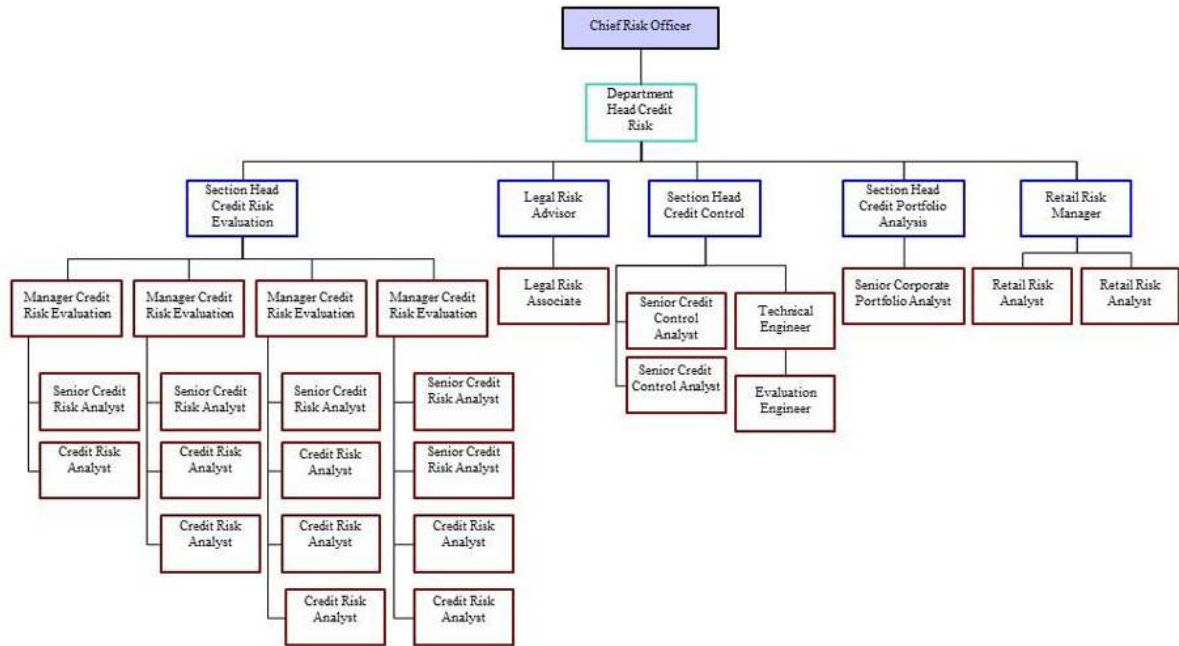 Chief Risk Officer
Department
Head Credit
Risk
Section Head
Credit Risk
Evaluation
Legal Risk
Advisor
Section Head
Credit Control
Section Head
Credit Portfolio
Analysis
Retail Risk
Manager
Manager Credit
Risk Evaluation
Manager Credit
Risk Evaluation
Manager Credit
Risk Evaluation
Manager Credit
Risk Evaluation
Legal Risk
Associate
Senior Credit
Control
Analyst
Technical
Engineer
Senior Corporate
Portfolio Analyst
Retail Risk
Analyst
Retail Risk
Analyst
Senior Credit
Risk Analyst
Senior Credit
Risk Analyst
Senior Credit
Risk Analyst
Senior Credit
Risk Analyst
Senior Credit
Control Analyst
Evaluation
Engineer
Credit Risk
Analyst
Credit Risk
Analyst
Credit Risk
Analyst
Senior Credit
Risk Analyst
Credit Risk
Analyst
Credit Risk
Analyst
Credit Risk
Analyst
Credit Risk
Analyst
Credit Risk
Analyst